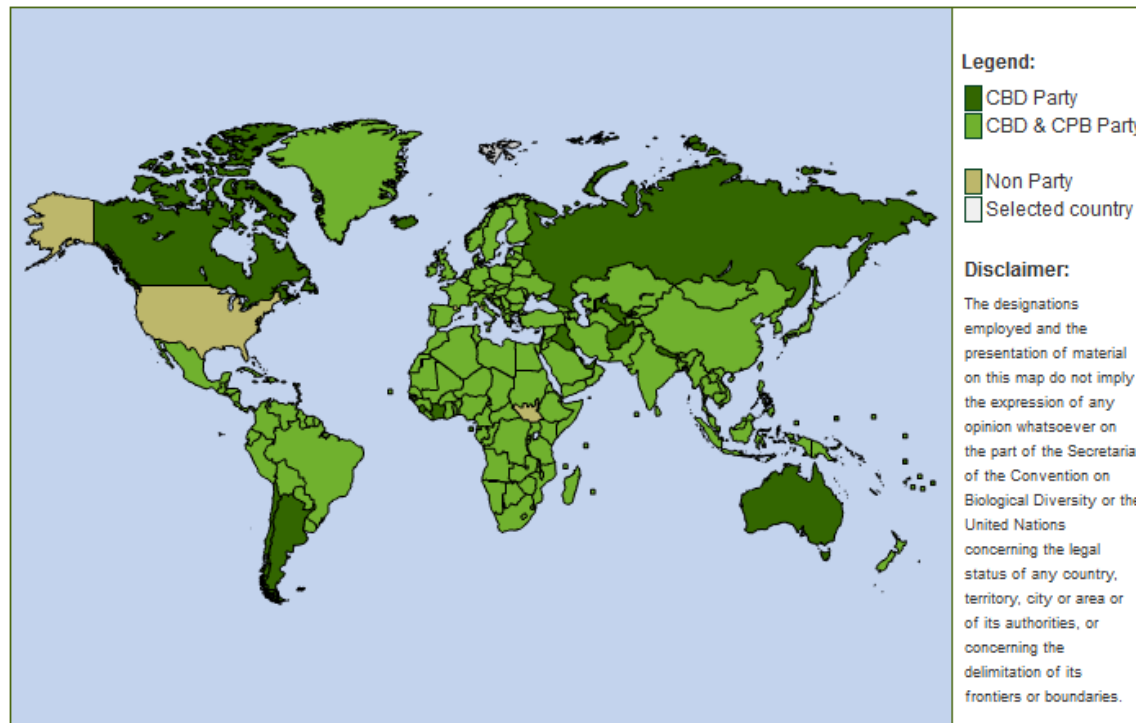 Legend:
CBD Party
CBD & CPB Party
Non Party
Selected country
Disclaimer:
The designations
employed and the
presentation of material
on this map do not imply
the expression of any
opinion whatsoever on
the part of the Secretaria
of the Convention on
Biological Diversity or the
United Nations
concerning the legal
status of any country,
territory, city or area or
of its authorities, or
concerning the
delimitation of its
frontiers or boundaries.